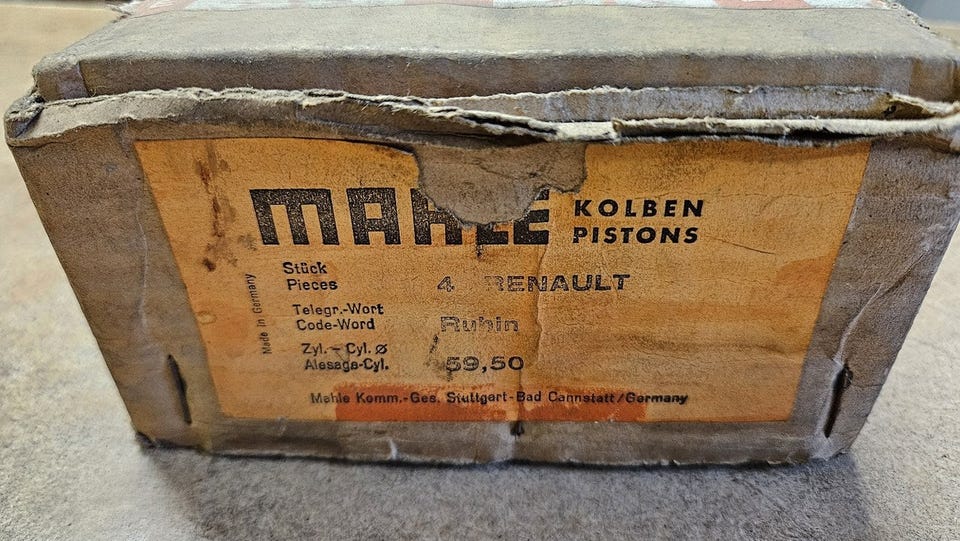 MAHLE KOLBEN
PISTONS
Stück
Pieces 4 RENAULT
Telegr.-Wort
Code-Word Rubin
Zyl. – Cyl. ø
Alesage-Cyl. 59,50
Made in Germany
Mahle Komm.-Ges. Stuttgart-Bad Cannstatt/Germany